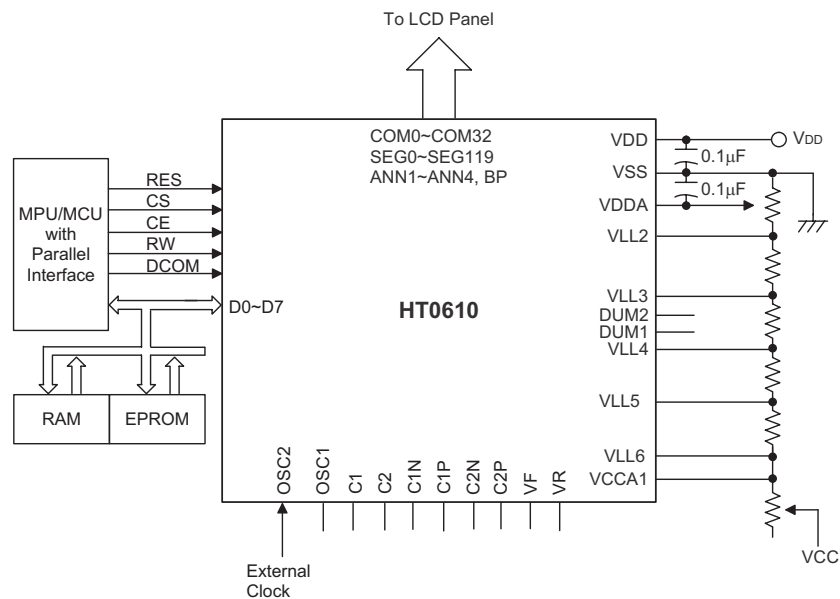 To LCD Panel
COM0~COM32
SEG0~SEG119
ANN1~ANN4, BP
MPU/MCU
with
Parallel
Interface
RES
CS
CE
RW
DCOM
D0~D7
HT0610
RAM
EPROM
VDD
VSS
VDDA
VLL2
VLL3
DUM2
DUM1
VLL4
VLL5
VLL6
VCCA1
VDD
0.1µF
0.1µF
VCC
OSC2
OSC1
C1
C2
C1N
C1P
C2N
C2P
VF
VR
External
Clock